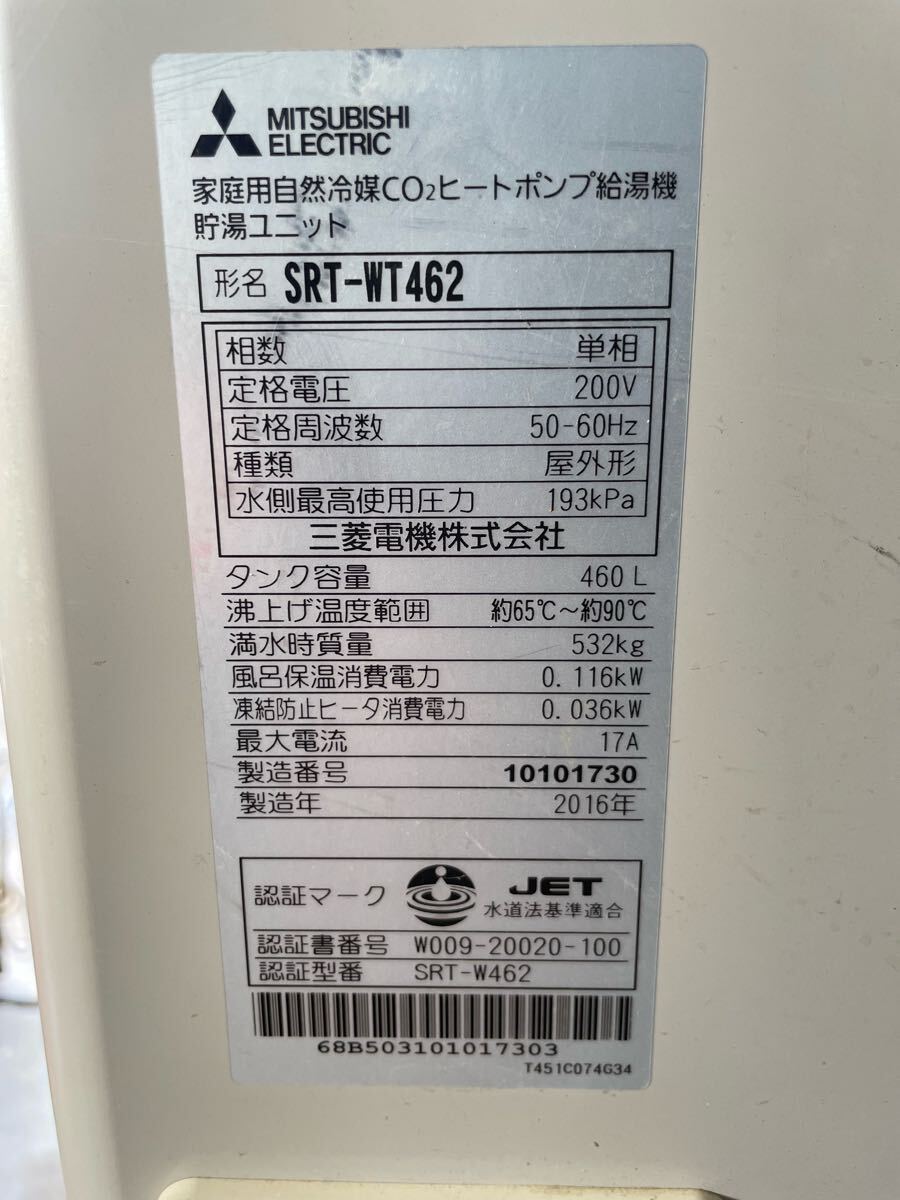 MITSUBISHI
ELECTRIC
家庭用自然冷媒CO₂ヒートポンプ給湯機
貯湯ユニット
形名 SRT-WT462
相数 単相
定格電圧 200V
定格周波数 50-60Hz
種類 屋外形
水側最高使用圧力 193kPa
三菱電機株式会社
タンク容量 460L
沸上げ温度範囲 約65℃～約90℃
満水時質量 532kg
風呂保温消費電力 0.116kW
凍結防止ヒータ消費電力 0.036kW
最大電流 17A
製造番号 10101730
製造年 2016年
認証マーク JET
水道法基準適合
認証書番号 W009-20020-100
認証型番 SRT-W462
68B503101017303
T451C074G34